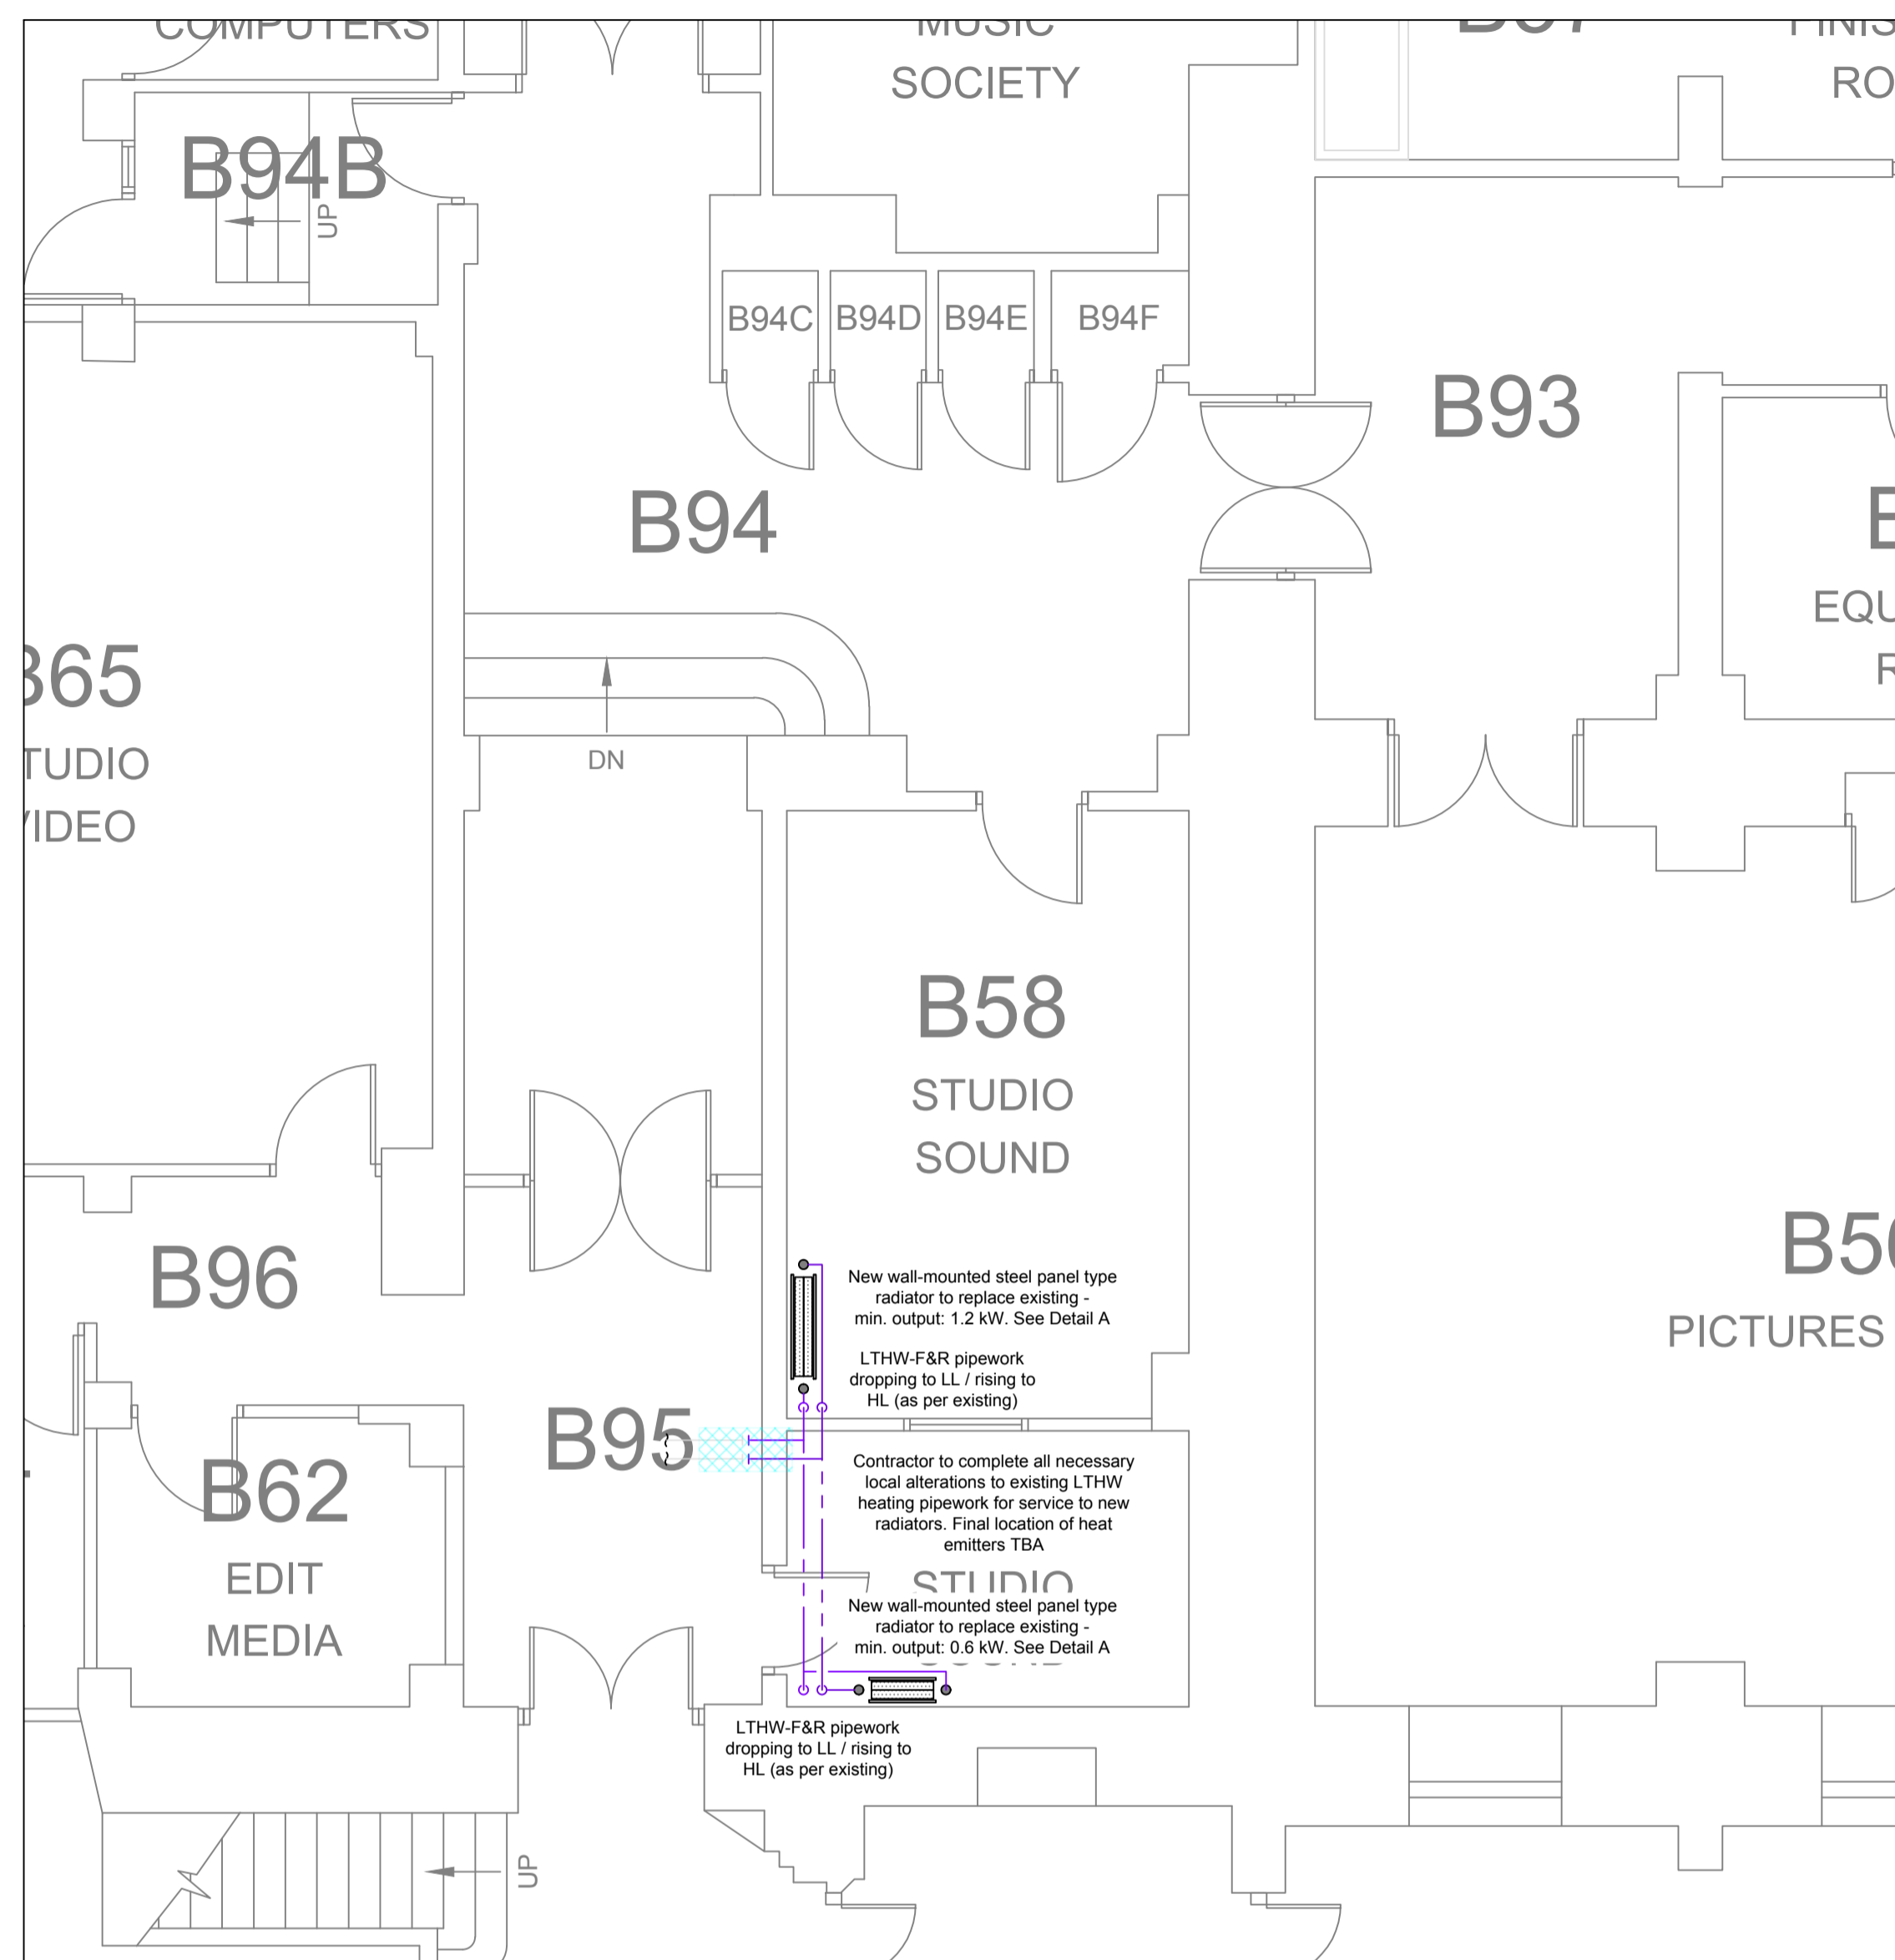 COMPUTERS
MUSIC
SOCIETY
B94B
UP
B94C
B94D
B94E
B94F
B93
B94
DN
B58
STUDIO
SOUND
B96
B95
B62
EDIT
MEDIA
PICTURES
New wall-mounted steel panel type
radiator to replace existing -
min. output: 1.2 kW. See Detail A
LTHW-F&R pipework
dropping to LL / rising to
HL (as per existing)
Contractor to complete all necessary
local alterations to existing LTHW
heating pipework for service to new
radiators. Final location of heat
emitters TBA
STUDIO
New wall-mounted steel panel type
radiator to replace existing -
min. output: 0.6 kW. See Detail A
LTHW-F&R pipework
dropping to LL / rising to
HL (as per existing)
UP